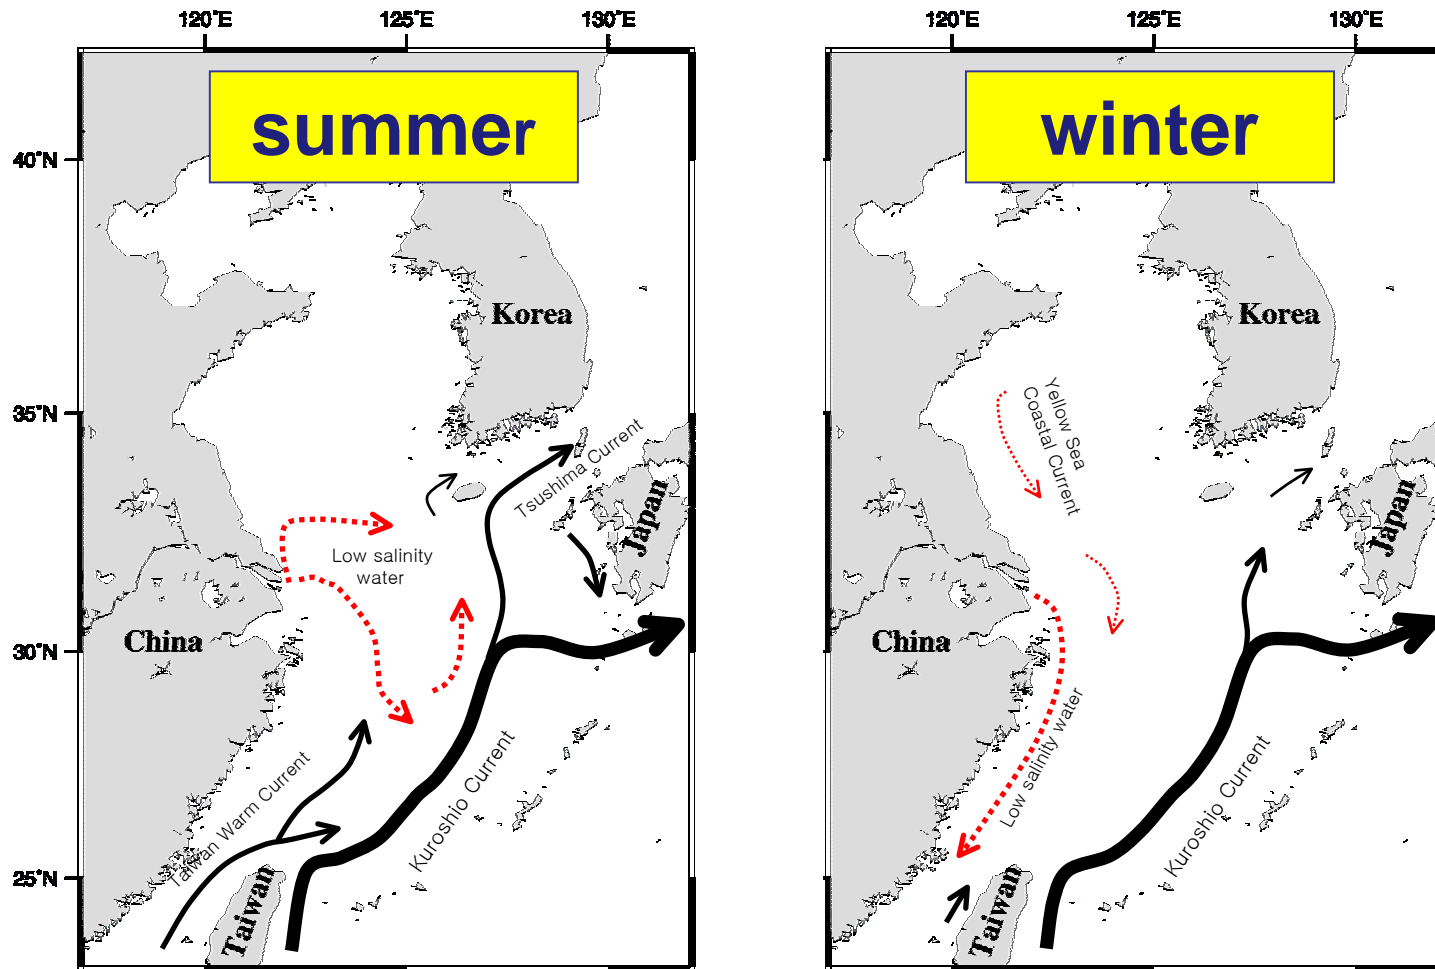 120°E 125°E 130°E
120°E 125°E 130°E
summer
winter
40°N
35°N
30°N
25°N
Korea
Tsushima Current
Japan
Low salinity
water
China
Taiwan Warm Current
Kuroshio Current
Taiwan
Korea
Yellow Sea
Coastal Current
Japan
China
Low salinity water
Kuroshio Current
Taiwan